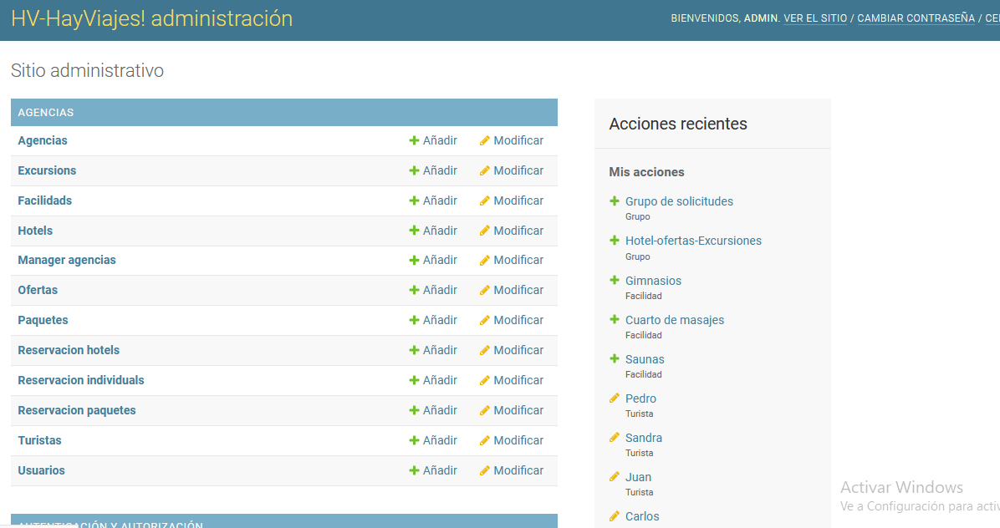 HV-HayViajes! administración
BIENVENIDOS, ADMIN. VER EL SITIO / CAMBIAR CONTRASEÑA /
Sitio administrativo
AGENCIAS
Agencias Añadir Modificar
Excursions Añadir Modificar
Facilidads Añadir Modificar
Hotels Añadir Modificar
Manager agencias Añadir Modificar
Ofertas Añadir Modificar
Paquetes Añadir Modificar
Reservacion hotels Añadir Modificar
Reservacion individuals Añadir Modificar
Reservacion paquetes Añadir Modificar
Turistas Añadir Modificar
Usuarios Añadir Modificar
AUTENTICACIÓN Y AUTORIZACIÓN
Acciones recientes
Mis acciones
Grupo de solicitudes
Grupo
Hotel-ofertas-Excursiones
Grupo
Gimnasios
Facilidad
Cuarto de masajes
Facilidad
Saunas
Facilidad
Pedro
Turista
Sandra
Turista
Juan
Turista
Carlos
Activar Windows
Ve a Configuración para